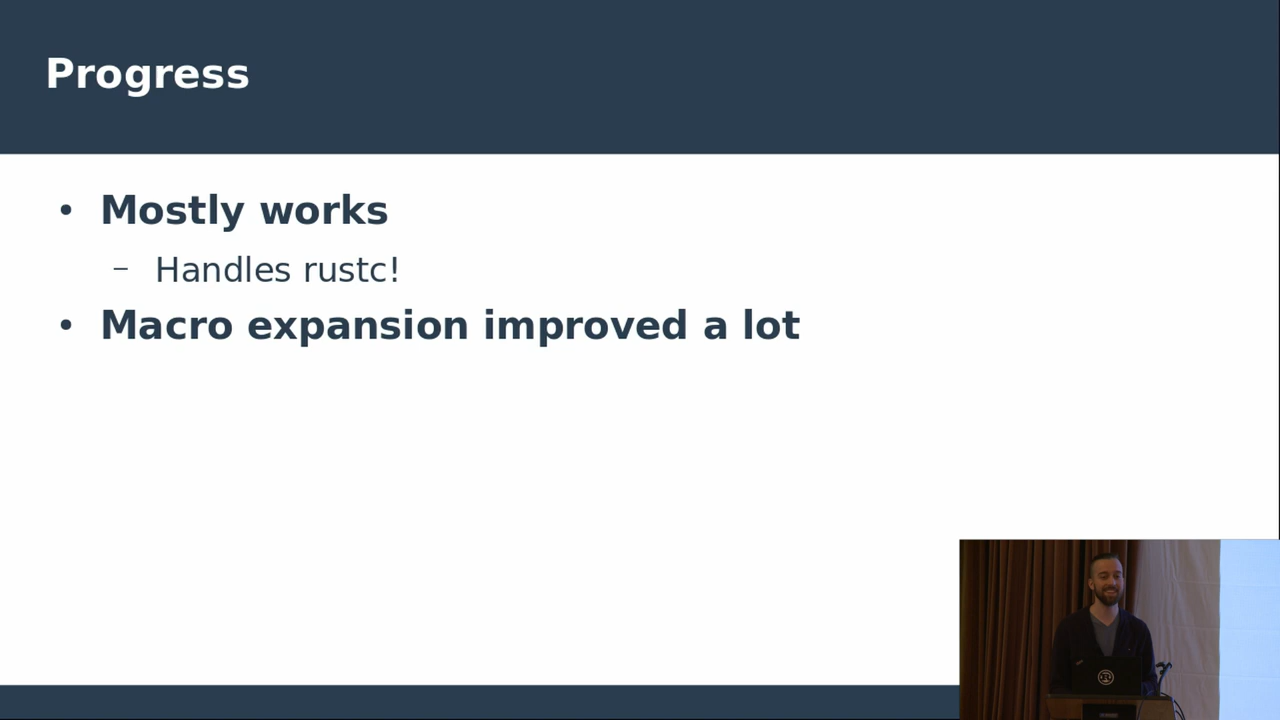 Progress
• Mostly works
– Handles rustc!
• Macro expansion improved a lot